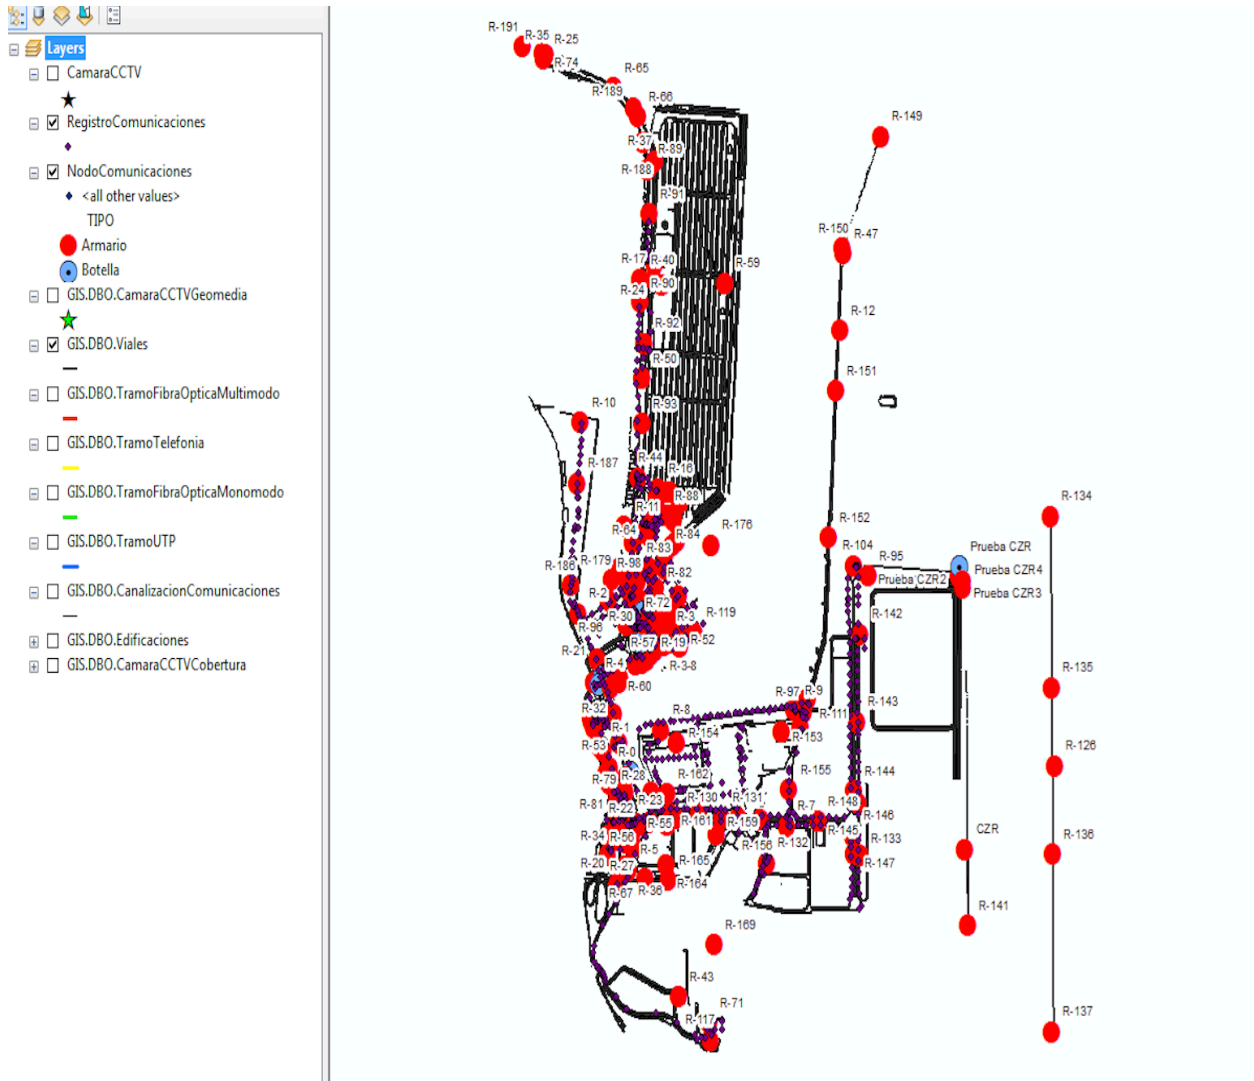 Layers
CamaraCCTV
RegistroComunicaciones
NodoComunicaciones
<all other values>
TIPO
Armario
Botella
GIS.DBO.CamaraCCTVGeomedia
GIS.DBO.Viales
GIS.DBO.TramoFibraOpticaMultimodo
GIS.DBO.TramoTelefonia
GIS.DBO.TramoFibraOpticaMonomodo
GIS.DBO.TramoUTP
GIS.DBO.CanalizacionComunicaciones
GIS.DBO.Edificaciones
GIS.DBO.CamaraCCTVCobertura
R-191
R-35
R-25
R-74
R-65
R-189
R-66
R-37
R-89
R-188
R-91
R-149
R-150
R-47
R-17
R-40
R-90
R-59
R-24
R-92
R-12
R-50
R-151
R-10
R-93
R-187
R-44
R-16
R-88
R-134
R-11
R-64
R-84
R-176
R-152
R-83
R-104
R-95
Prueba CZR
R-186
R-179
R-98
R-82
Prueba CZR2
Prueba CZR4
Prueba CZR3
R-2
R-72
R-30
R-3
R-119
R-142
R-96
R-57
R-19
R-52
R-21
R-4
R-3-8
R-135
R-60
R-97
R-9
R-32
R-1
R-8
R-111
R-143
R-53
R-0
R-154
R-153
R-126
R-79
R-28
R-162
R-155
R-144
R-81
R-22
R-23
R-130
R-131
R-7
R-148
R-146
R-34
R-56
R-55
R-161
R-159
R-145
CZR
R-5
R-156
R-132
R-133
R-136
R-20
R-27
R-165
R-147
R-67
R-36
R-164
R-141
R-169
R-43
R-71
R-117
R-137